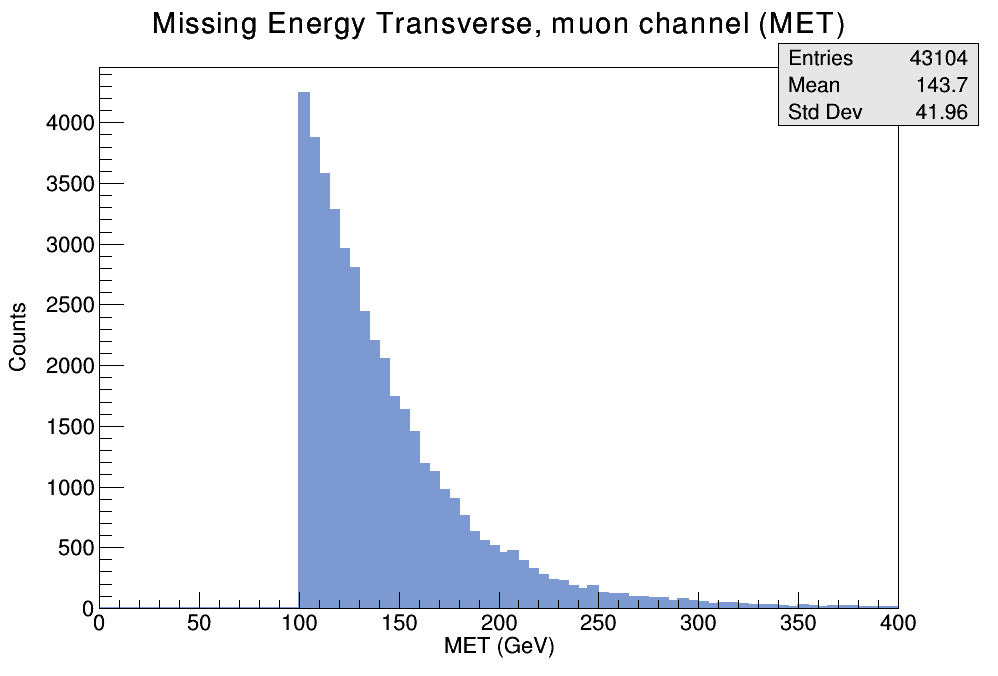 Missing Energy Transverse, muon channel (MET)
Entries 43104
Mean 143.7
Std Dev 41.96
Counts
4000
3500
3000
2500
2000
1500
1000
500
0
0 50 100 150 200 250 300 350 400
MET (GeV)